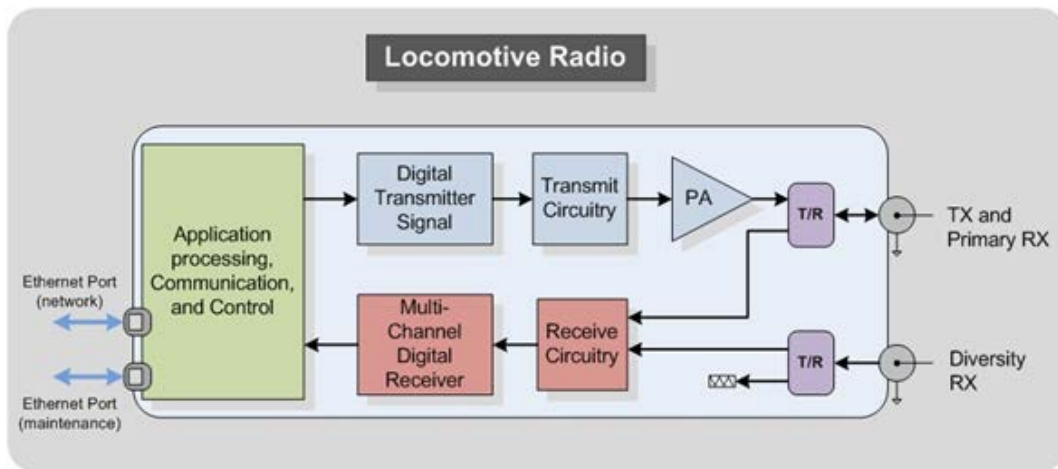 Locomotive Radio
Application
processing,
Communication,
and Control
Digital
Transmitter
Signal
Transmit
Circuitry
PA
T/R
TX and
Primary RX
Ethernet Port
(network)
Ethernet Port
(maintenance)
Multi-
Channel
Digital
Receiver
Receive
Circuitry
T/R
Diversity
RX